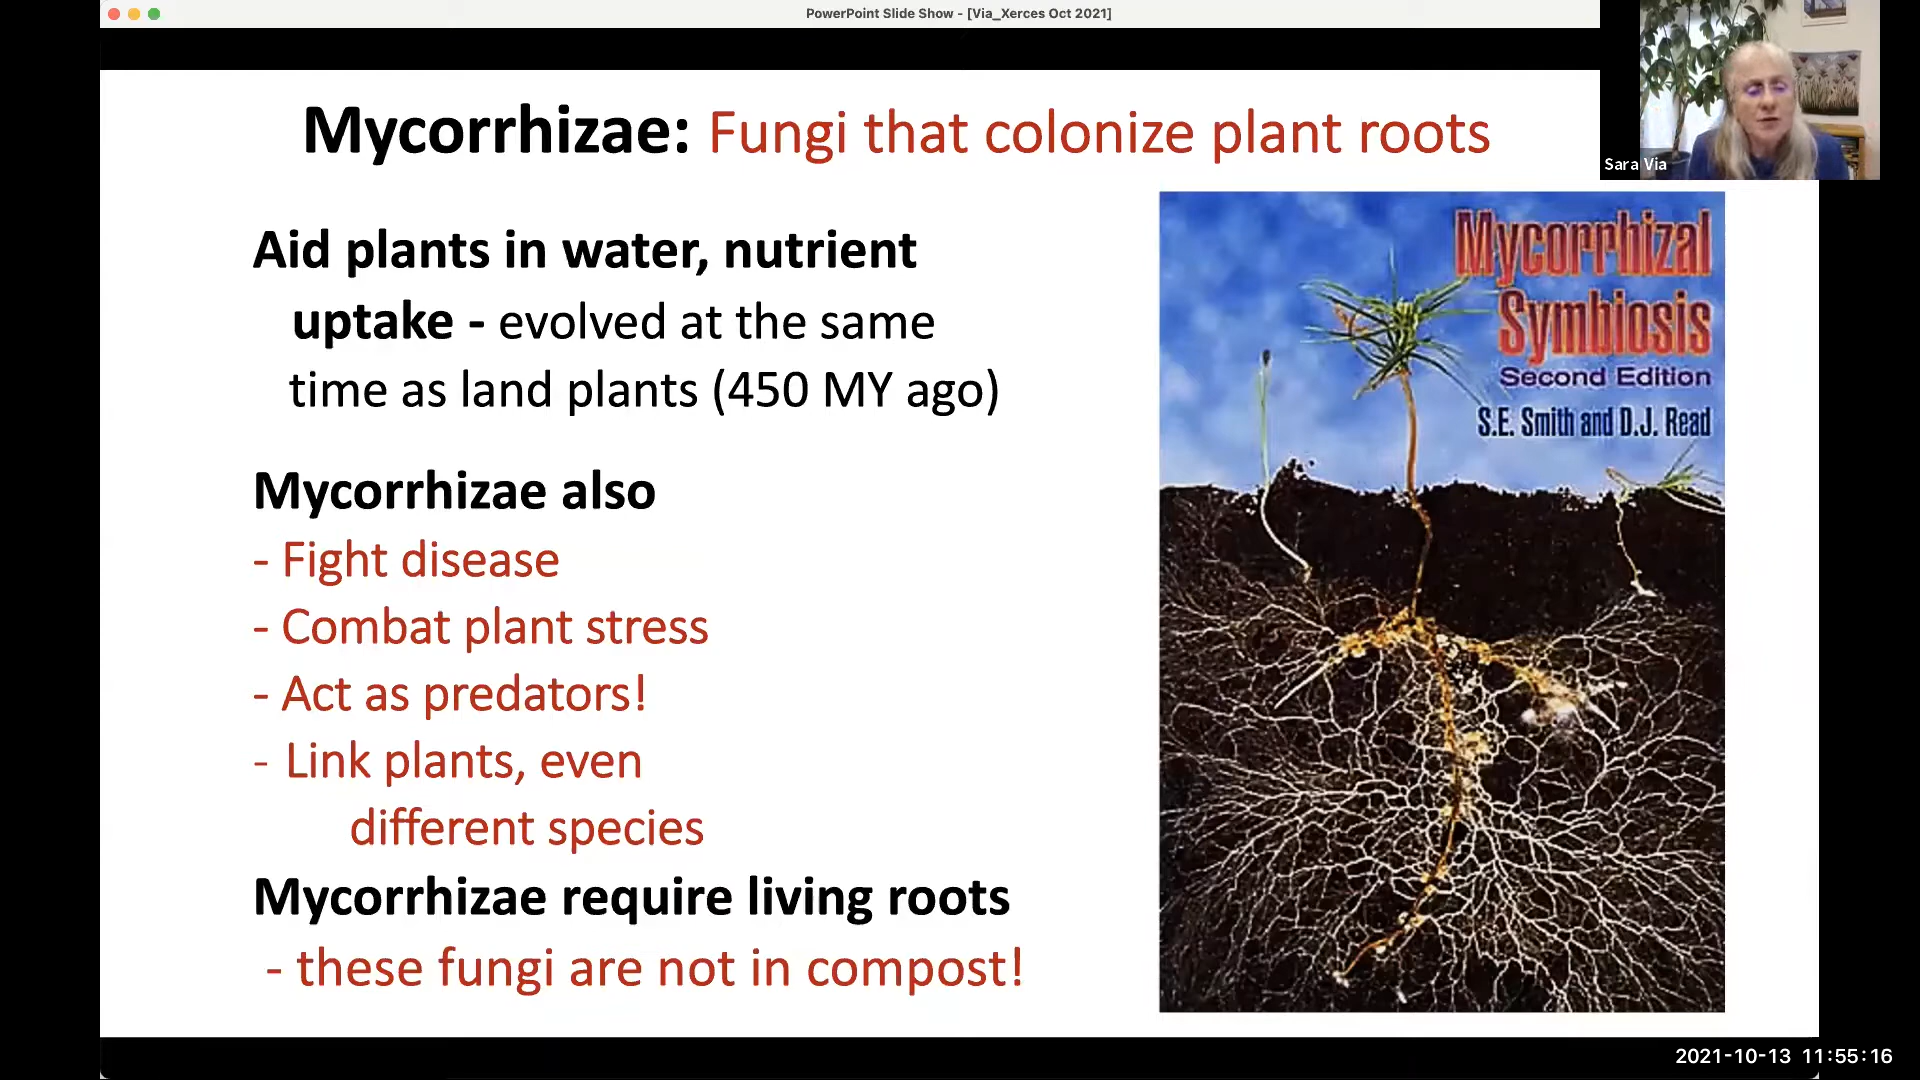 PowerPoint Slide Show - [Via_Xerces Oct 2021]
Sara Via
Mycorrhizae: Fungi that colonize plant roots
Aid plants in water, nutrient
uptake - evolved at the same
time as land plants (450 MY ago)
Mycorrhizae also
- Fight disease
- Combat plant stress
- Act as predators!
- Link plants, even
different species
Mycorrhizae require living roots
- these fungi are not in compost!
Mycorrhizal
Symbiosis
Second Edition
S.E. Smith and D.J. Read
2021-10-13 11:55:16